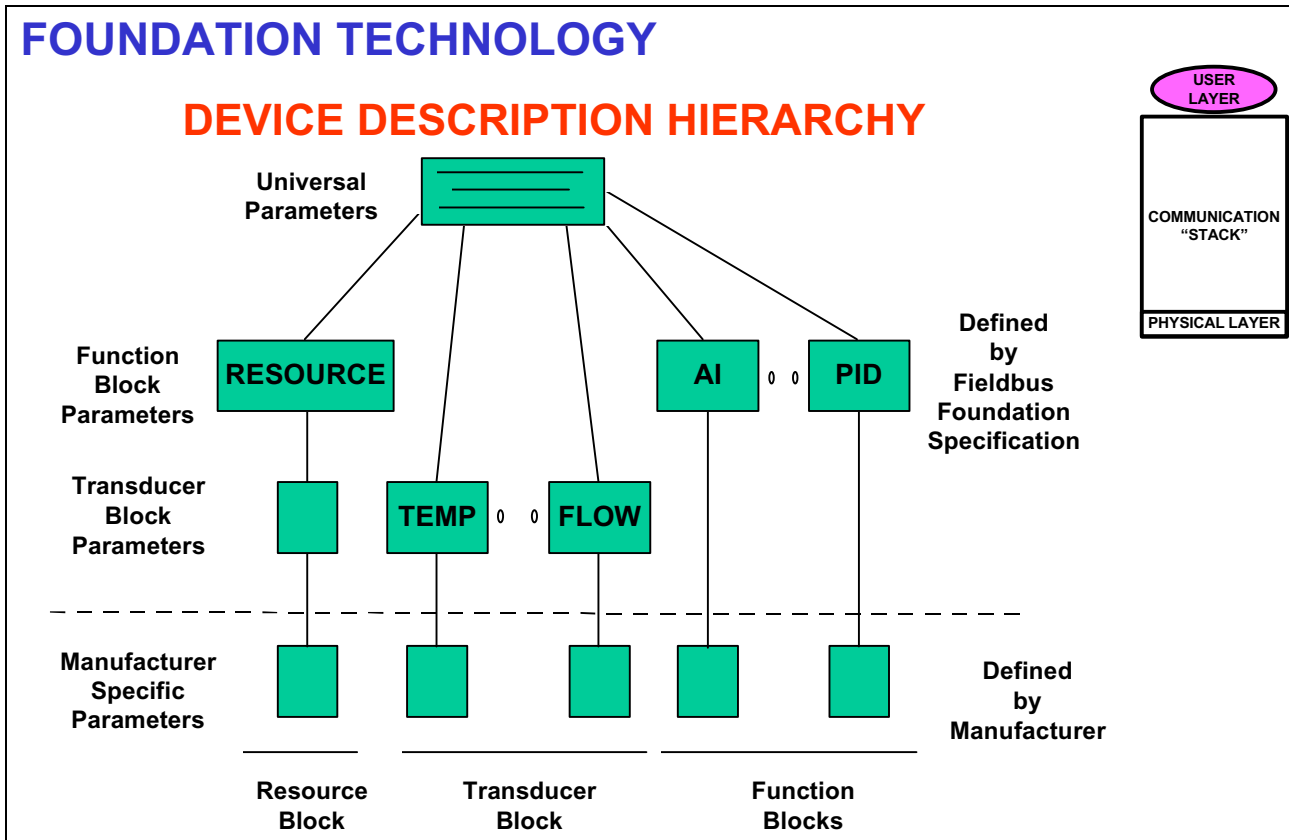 FOUNDATION TECHNOLOGY
DEVICE DESCRIPTION HIERARCHY
USER
LAYER
COMMUNICATION
“STACK”
PHYSICAL LAYER
Universal
Parameters
Function
Block
Parameters
RESOURCE
AI
PID
Defined
by
Fieldbus
Foundation
Specification
Transducer
Block
Parameters
TEMP
FLOW
Manufacturer
Specific
Parameters
Defined
by
Manufacturer
Resource
Block
Transducer
Block
Function
Blocks